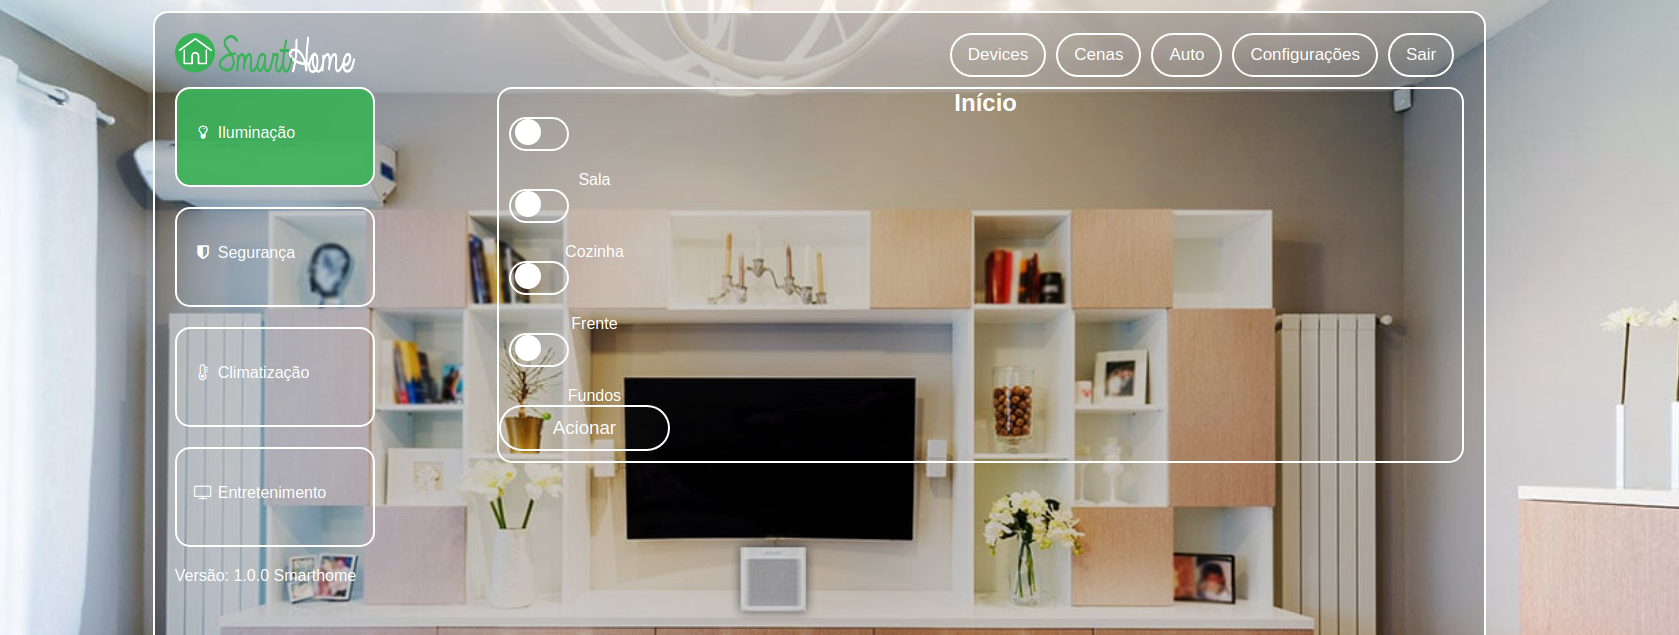 SmartHome
Devices
Cenas
Auto
Configurações
Sair
Início
Iluminação
Segurança
Climatização
Entretenimento
Versão: 1.0.0 Smarthome
Sala
Cozinha
Frente
Fundos
Acionar